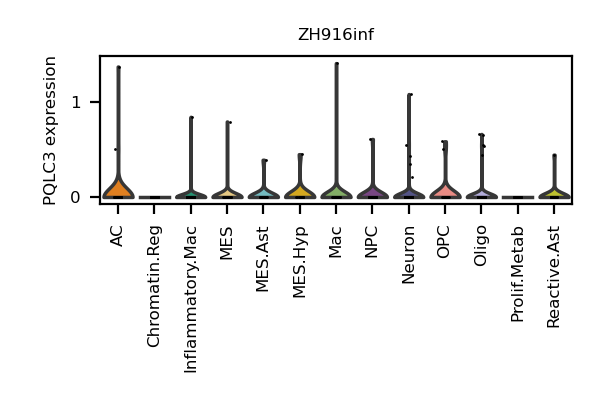 ZH916inf
PQLC3 expression
1
0
AC
Chromatin.Reg
Inflammatory.Mac
MES
MES.Ast
MES.Hyp
Mac
NPC
Neuron
OPC
Oligo
Prolif.Metab
Reactive.Ast